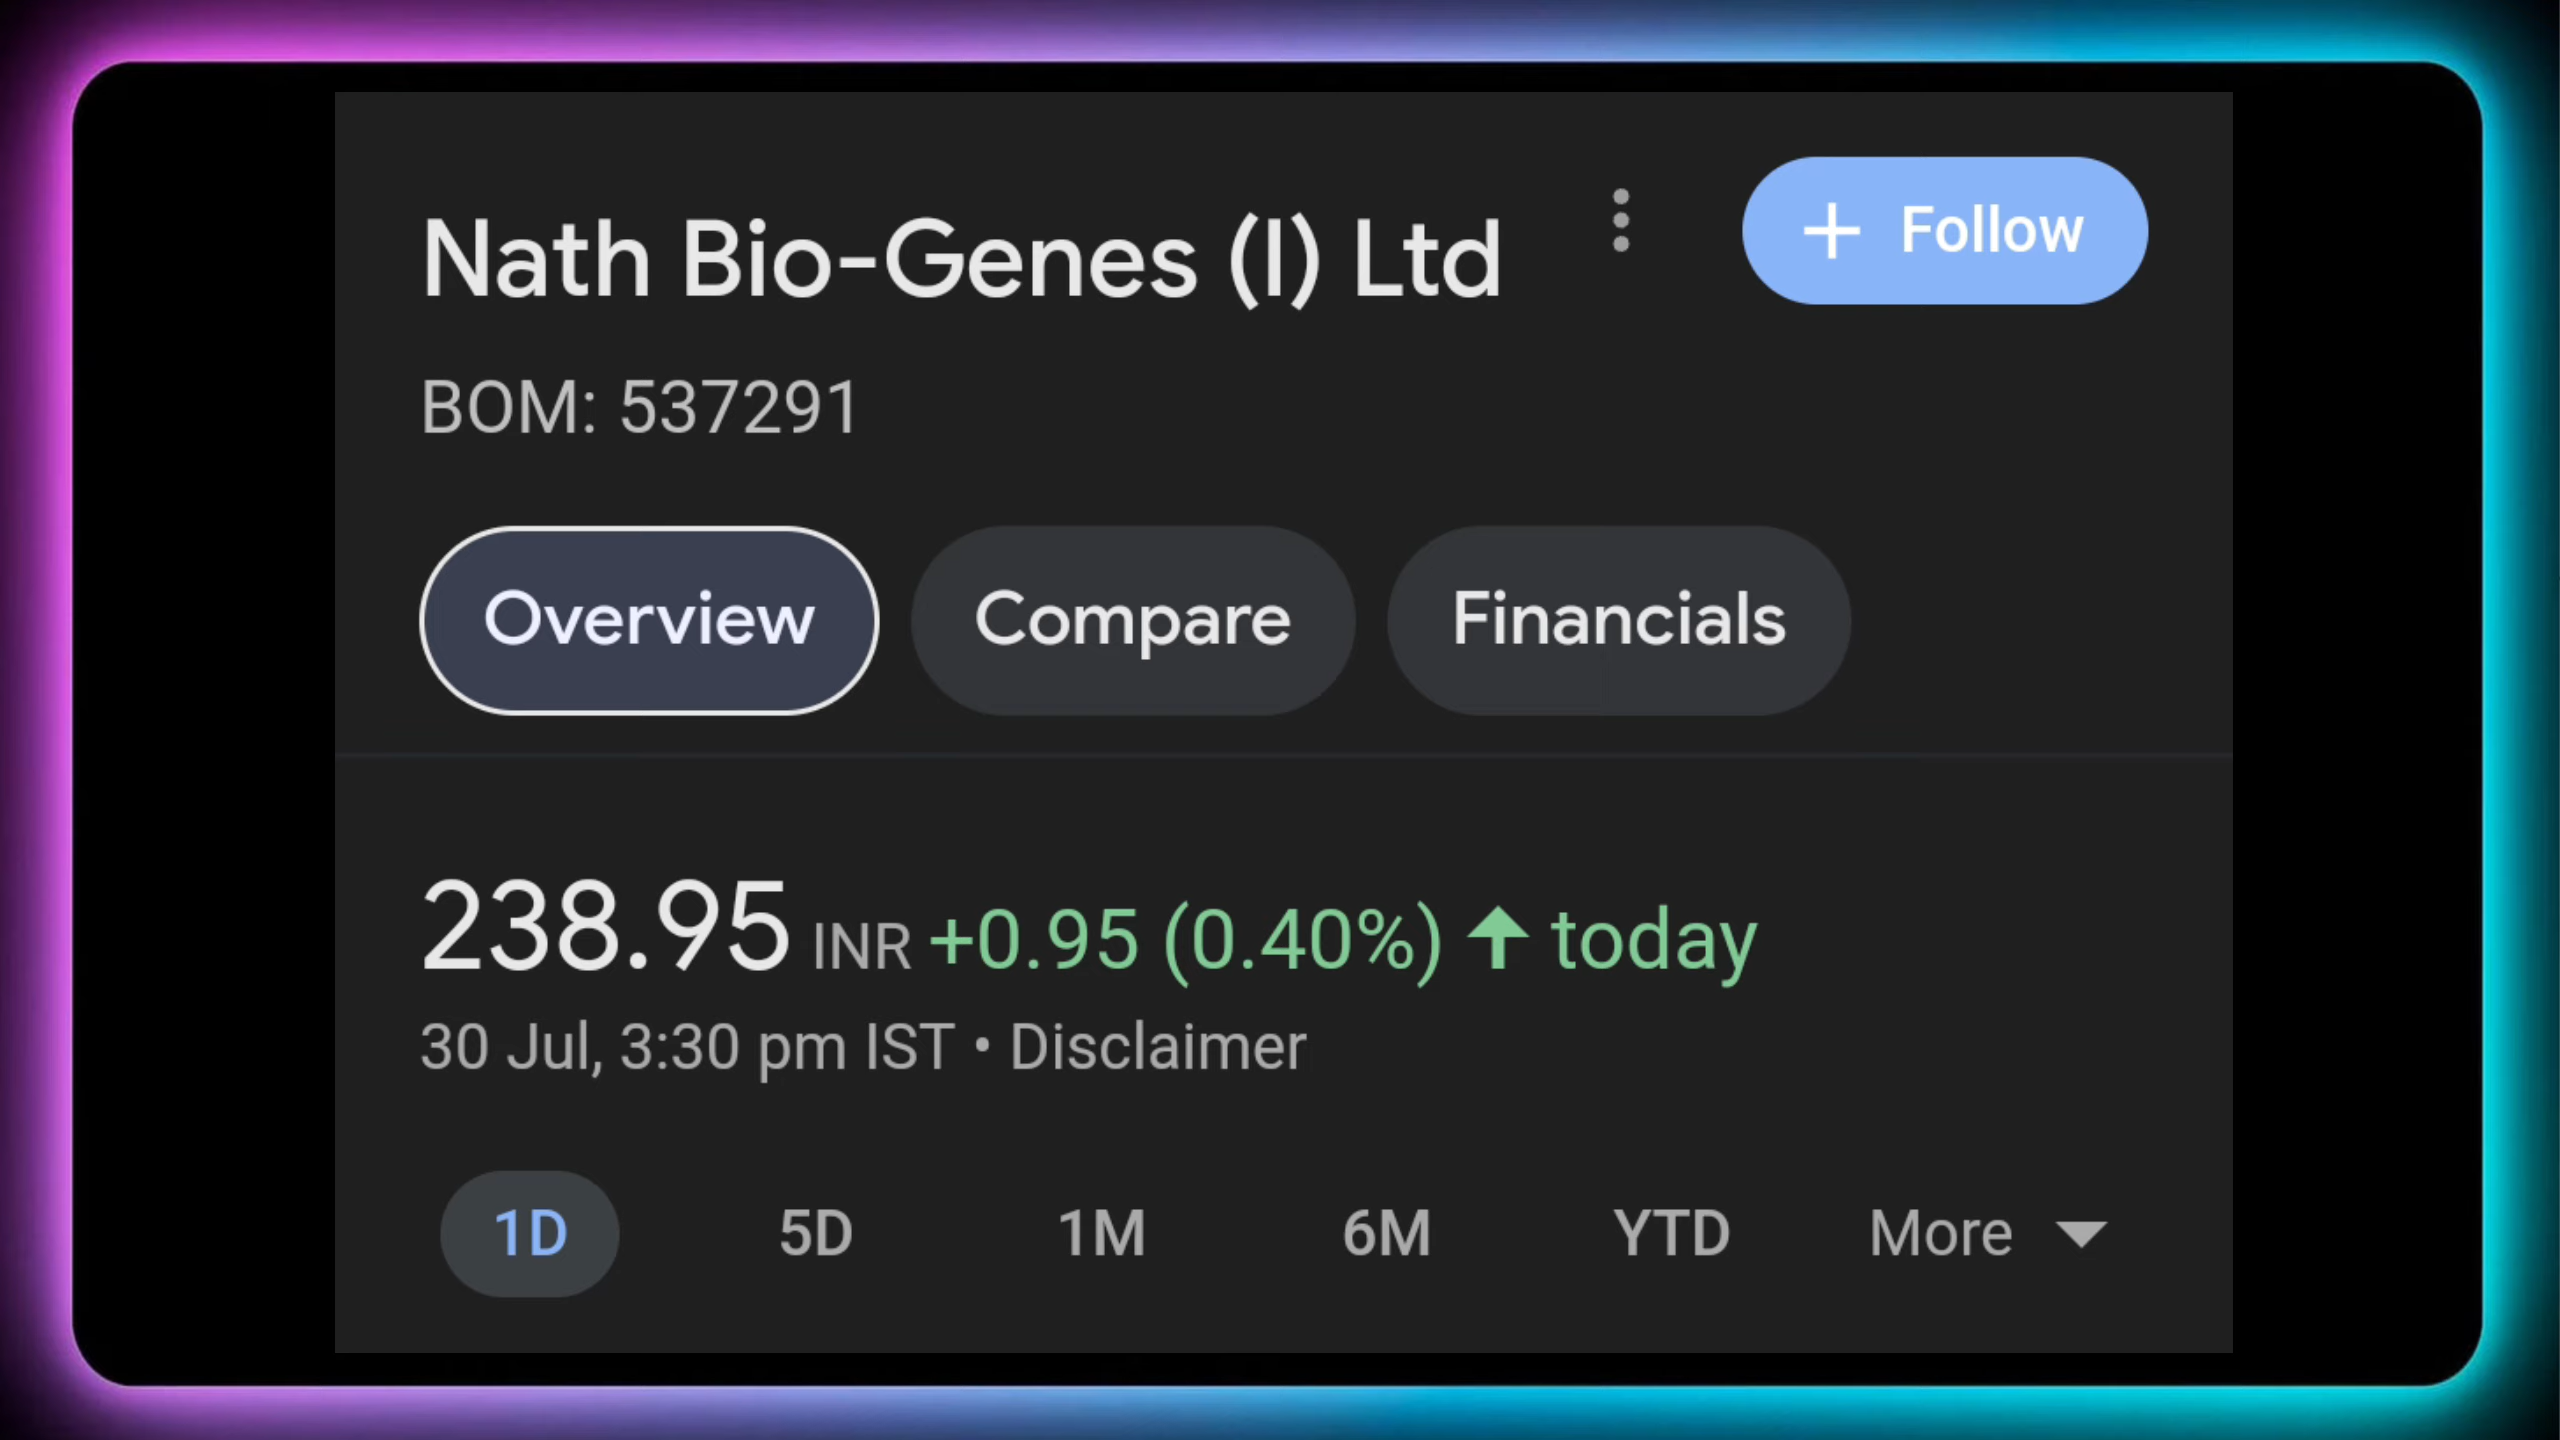 Nath Bio-Genes (I) Ltd
+ Follow
BOM: 537291
Overview
Compare
Financials
238.95 INR +0.95 (0.40%) ↑ today
30 Jul, 3:30 pm IST • Disclaimer
1D 5D 1M 6M YTD More